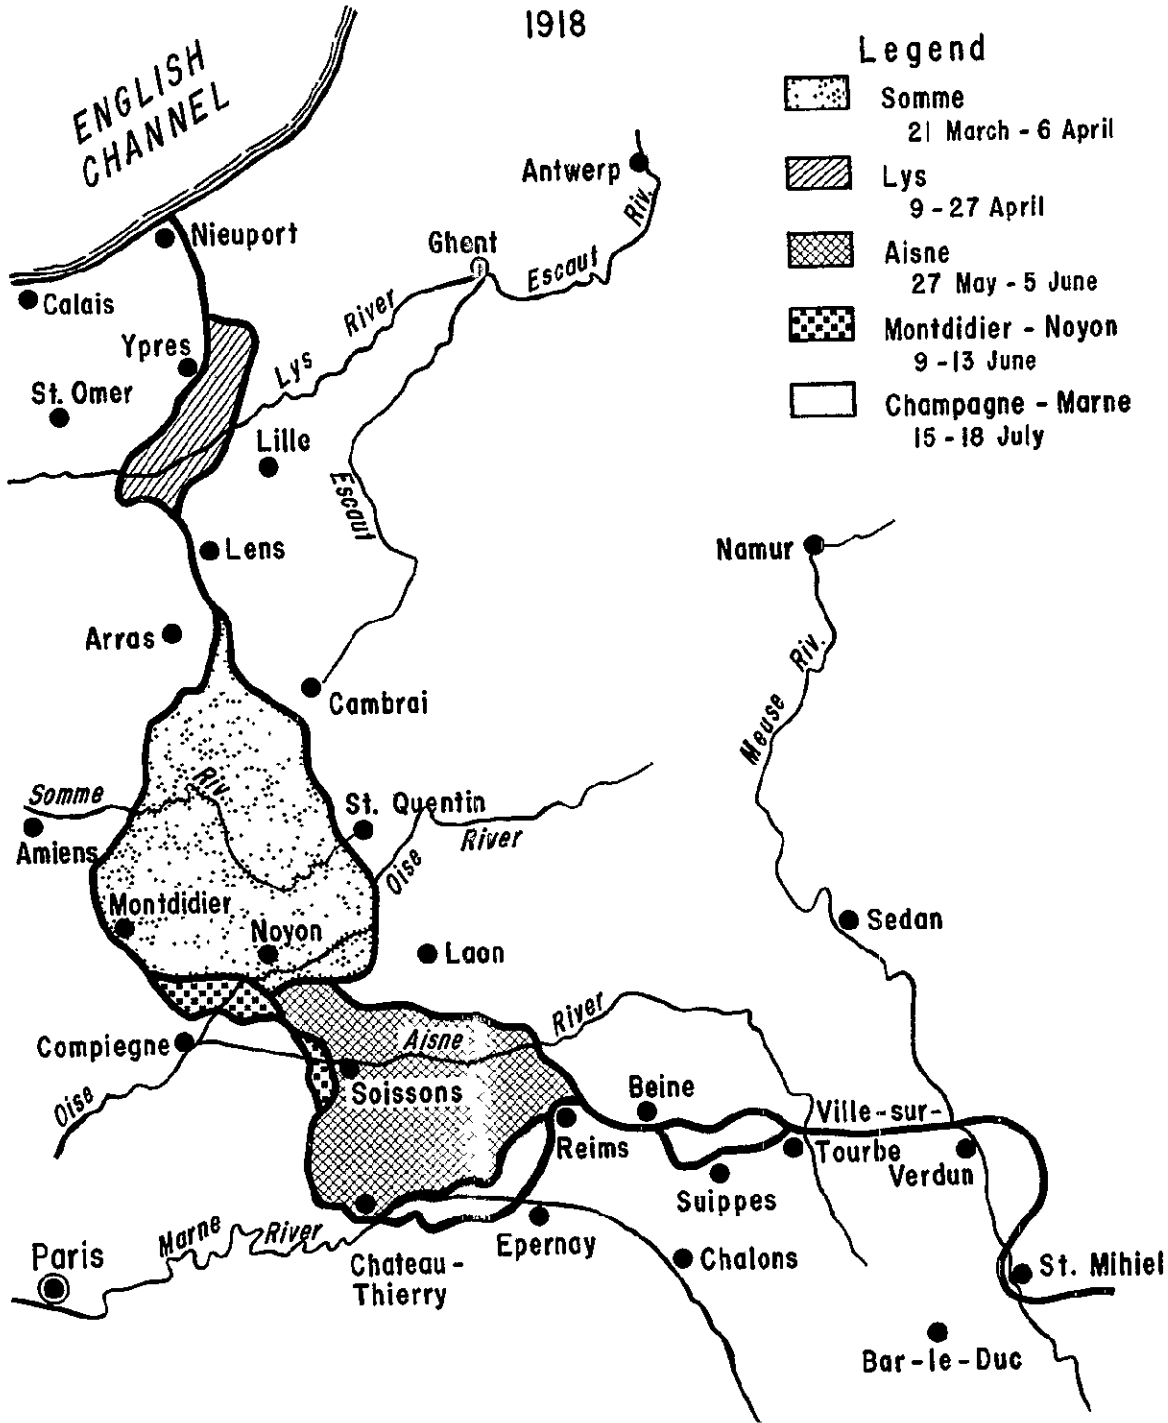 1918
ENGLISH
CHANNEL
Legend
Somme
21 March - 6 April
Lys
9 - 27 April
Aisne
27 May - 5 June
Montdidier - Noyon
9 - 13 June
Champagne - Marne
15 - 18 July
Antwerp
Riv.
Escaut
Ghent
Nieuport
Calais
River
Lys
Ypres
St. Omer
Lille
Escaut
Lens
Namur
Arras
Riv.
Meuse
Cambrai
Somme
Riv.
St. Quentin
River
Oise
Amiens
Montdidier
Noyon
Laon
Sedan
River
Aisne
Compiegne
Oise
Soissons
Beine
Reims
Ville-sur-
Tourbe
Verdun
Suippes
Marne
River
Epernay
Paris
Chateau -
Thierry
Chalons
St. Mihiel
Bar-le-Duc